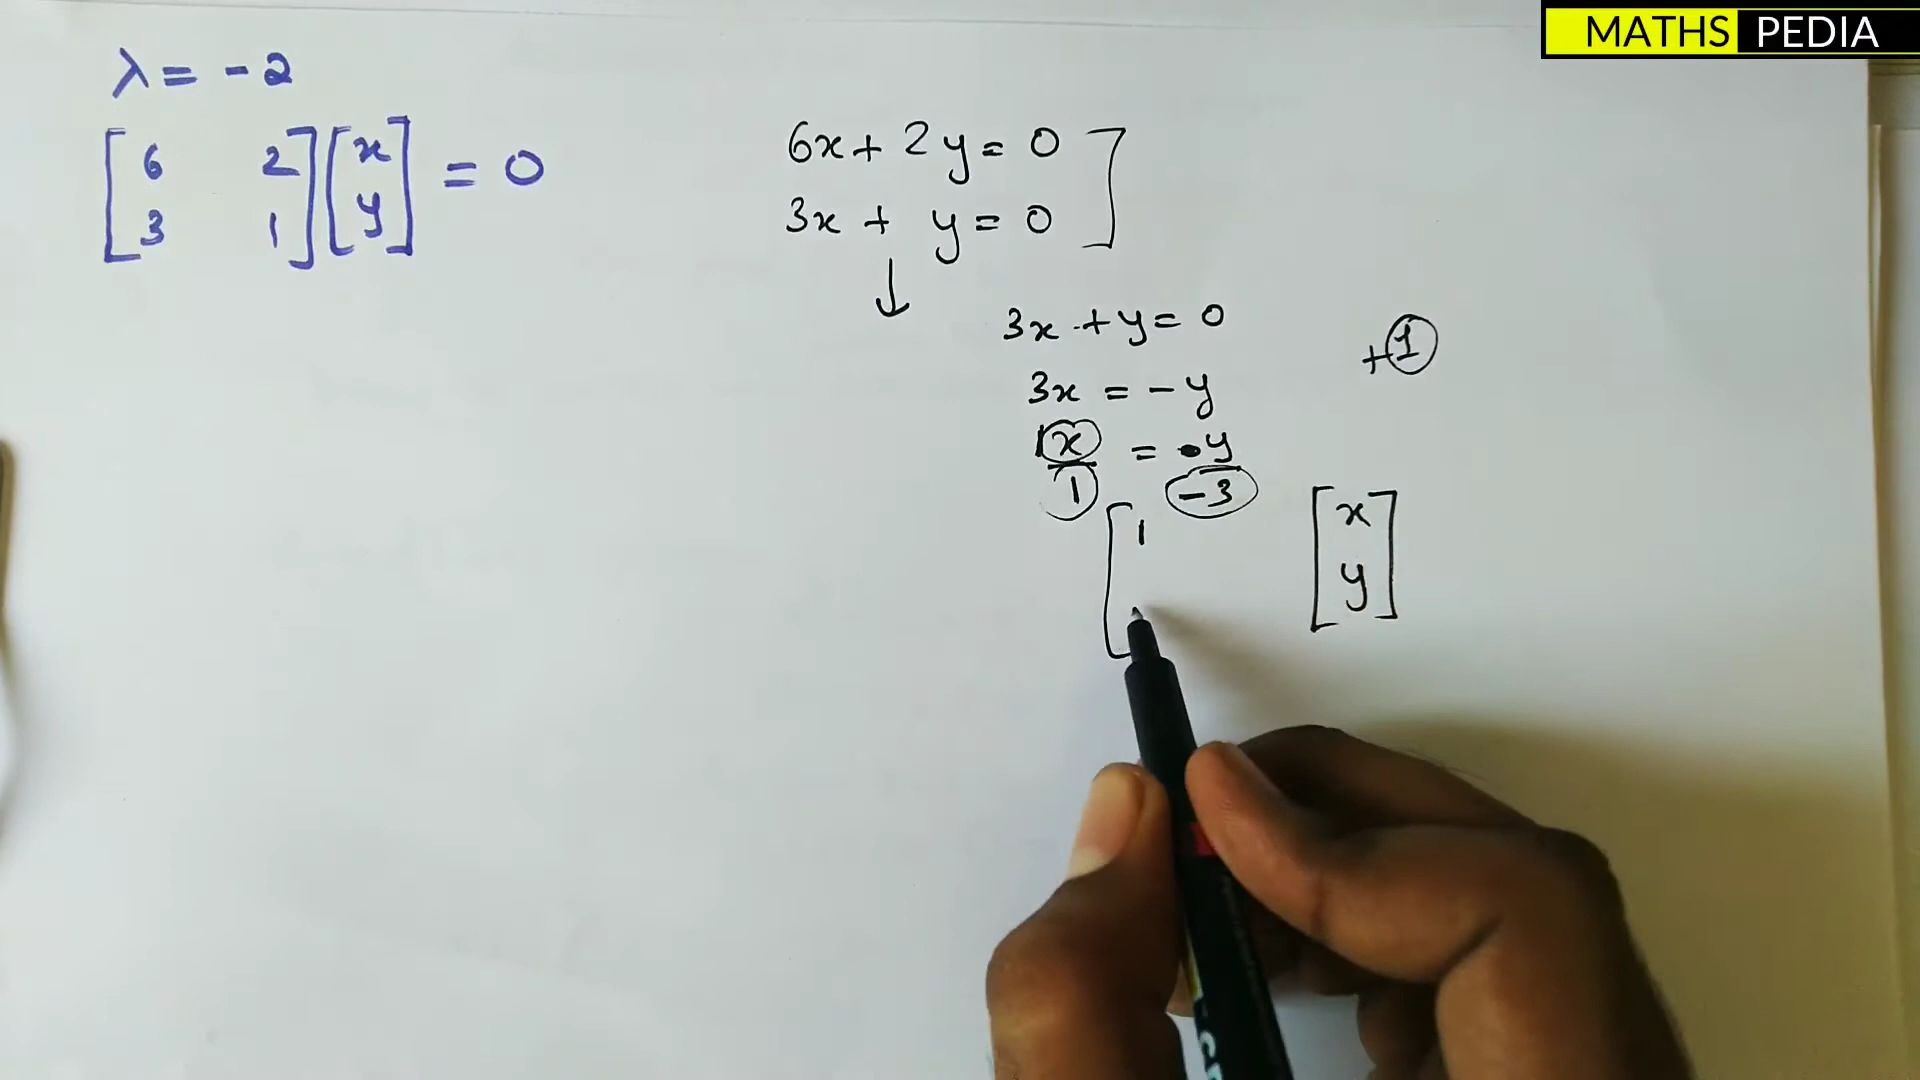 MATHS PEDIA
λ = -2
[6 2
3 1] [x
y] = 0
6x + 2y = 0
3x + y = 0 ]
↓
3x + y = 0
+1
3x = -y
x/1 = y/-3
[1
[x
y]